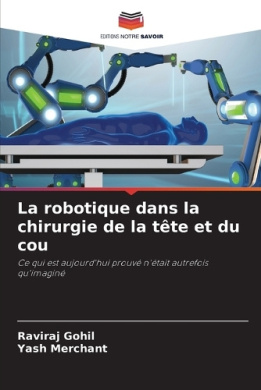 EDITIONS NOTRE SAVOIR
La robotique dans la
chirurgie de la tête et du
cou
Ce qui est aujourd'hui prouvé n'était autrefois
qu'imaginé
Raviraj Gohil
Yash Merchant